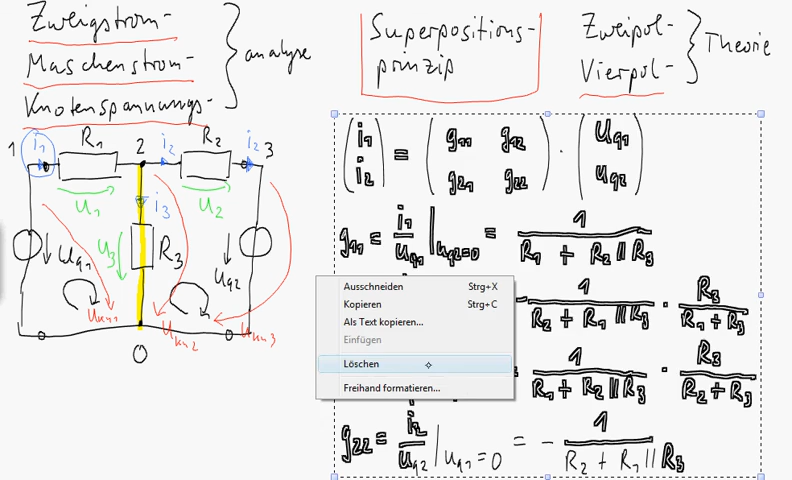 Zweigstrom-
Maschenstrom-
Knotenspannungs-
analyse
Superpositions-
prinzip
Zweipol-
Vierpol-
Theorie
1 i1 R1 2 i2 R2 i2 3
u1 i3 u2
uq1 u3 R3 uq2
ukn1 ukn2 ukn3
0
(i1 i2) = (g11 g12 g21 g22) · (uq1 uq2)
g11 = i1/uq1 |uq2=0 = 1/(R1 + R2 || R3)
Ausschneiden Strg+X
Kopieren Strg+C
Als Text kopieren...
Einfügen
Löschen
Freihand formatieren...
1/(R2 + R1 || R3) · R3/(R1 + R3)
1/(R1 + R2 || R3) · R3/(R2 + R3)
g22 = i2/uq2 |uq1=0 = - 1/(R2 + R1 || R3)